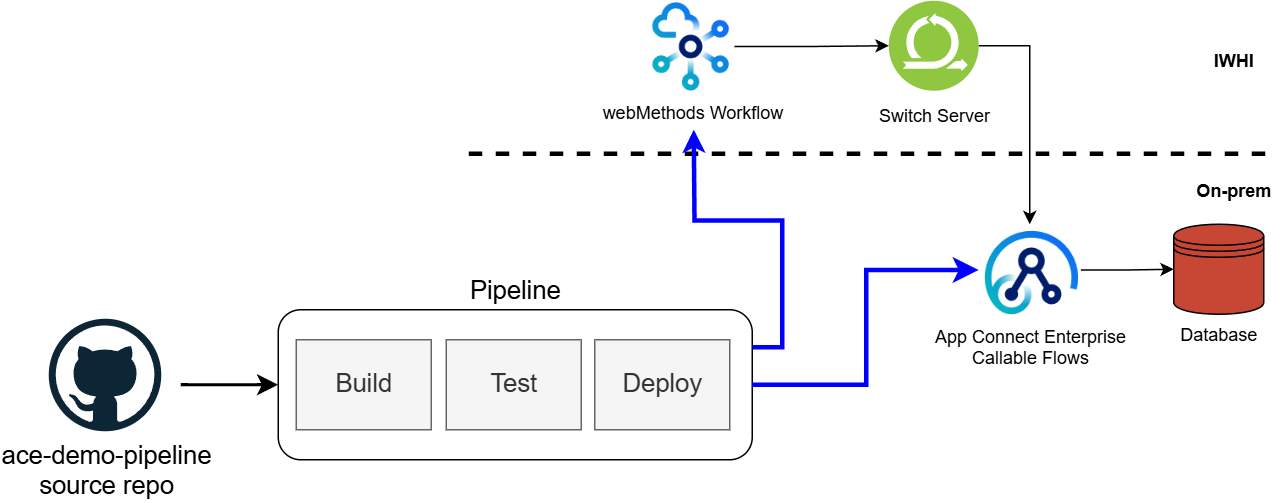 webMethods Workflow
Switch Server
IWHI
On-prem
App Connect Enterprise
Callable Flows
Database
Pipeline
Build
Test
Deploy
ace-demo-pipeline
source repo